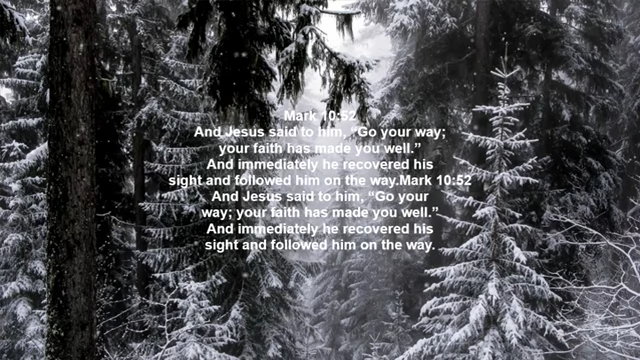 Mark 10:52
And Jesus said to him, “Go your way;
your faith has made you well.”
And immediately he recovered his
sight and followed him on the way.Mark 10:52
And Jesus said to him, “Go your
way; your faith has made you well.”
And immediately he recovered his
sight and followed him on the way.